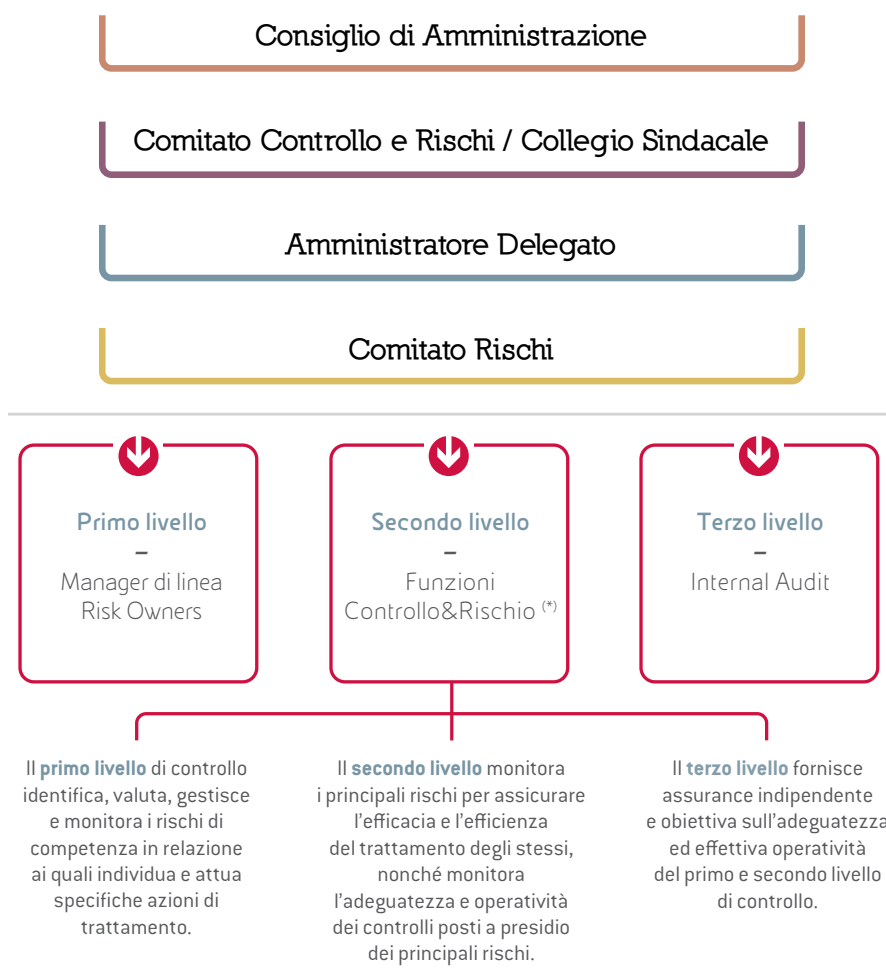 Consiglio di Amministrazione
Comitato Controllo e Rischi / Collegio Sindacale
Amministratore Delegato
Comitato Rischi
Primo livello
–
Manager di linea
Risk Owners
Secondo livello
–
Funzioni
Controllo&Rischio (*)
Terzo livello
–
Internal Audit
Il primo livello di controllo
identifica, valuta, gestisce
e monitora i rischi di
competenza in relazione
ai quali individua e attua
specifiche azioni di
trattamento.
Il secondo livello monitora
i principali rischi per assicurare
l'efficacia e l'efficienza
del trattamento degli stessi,
nonché monitora
l'adeguatezza e operatività
dei controlli posti a presidio
dei principali rischi.
Il terzo livello fornisce
assurance indipendente
e obiettiva sull'adeguatezza
ed effettiva operatività
del primo e secondo livello
di controllo.